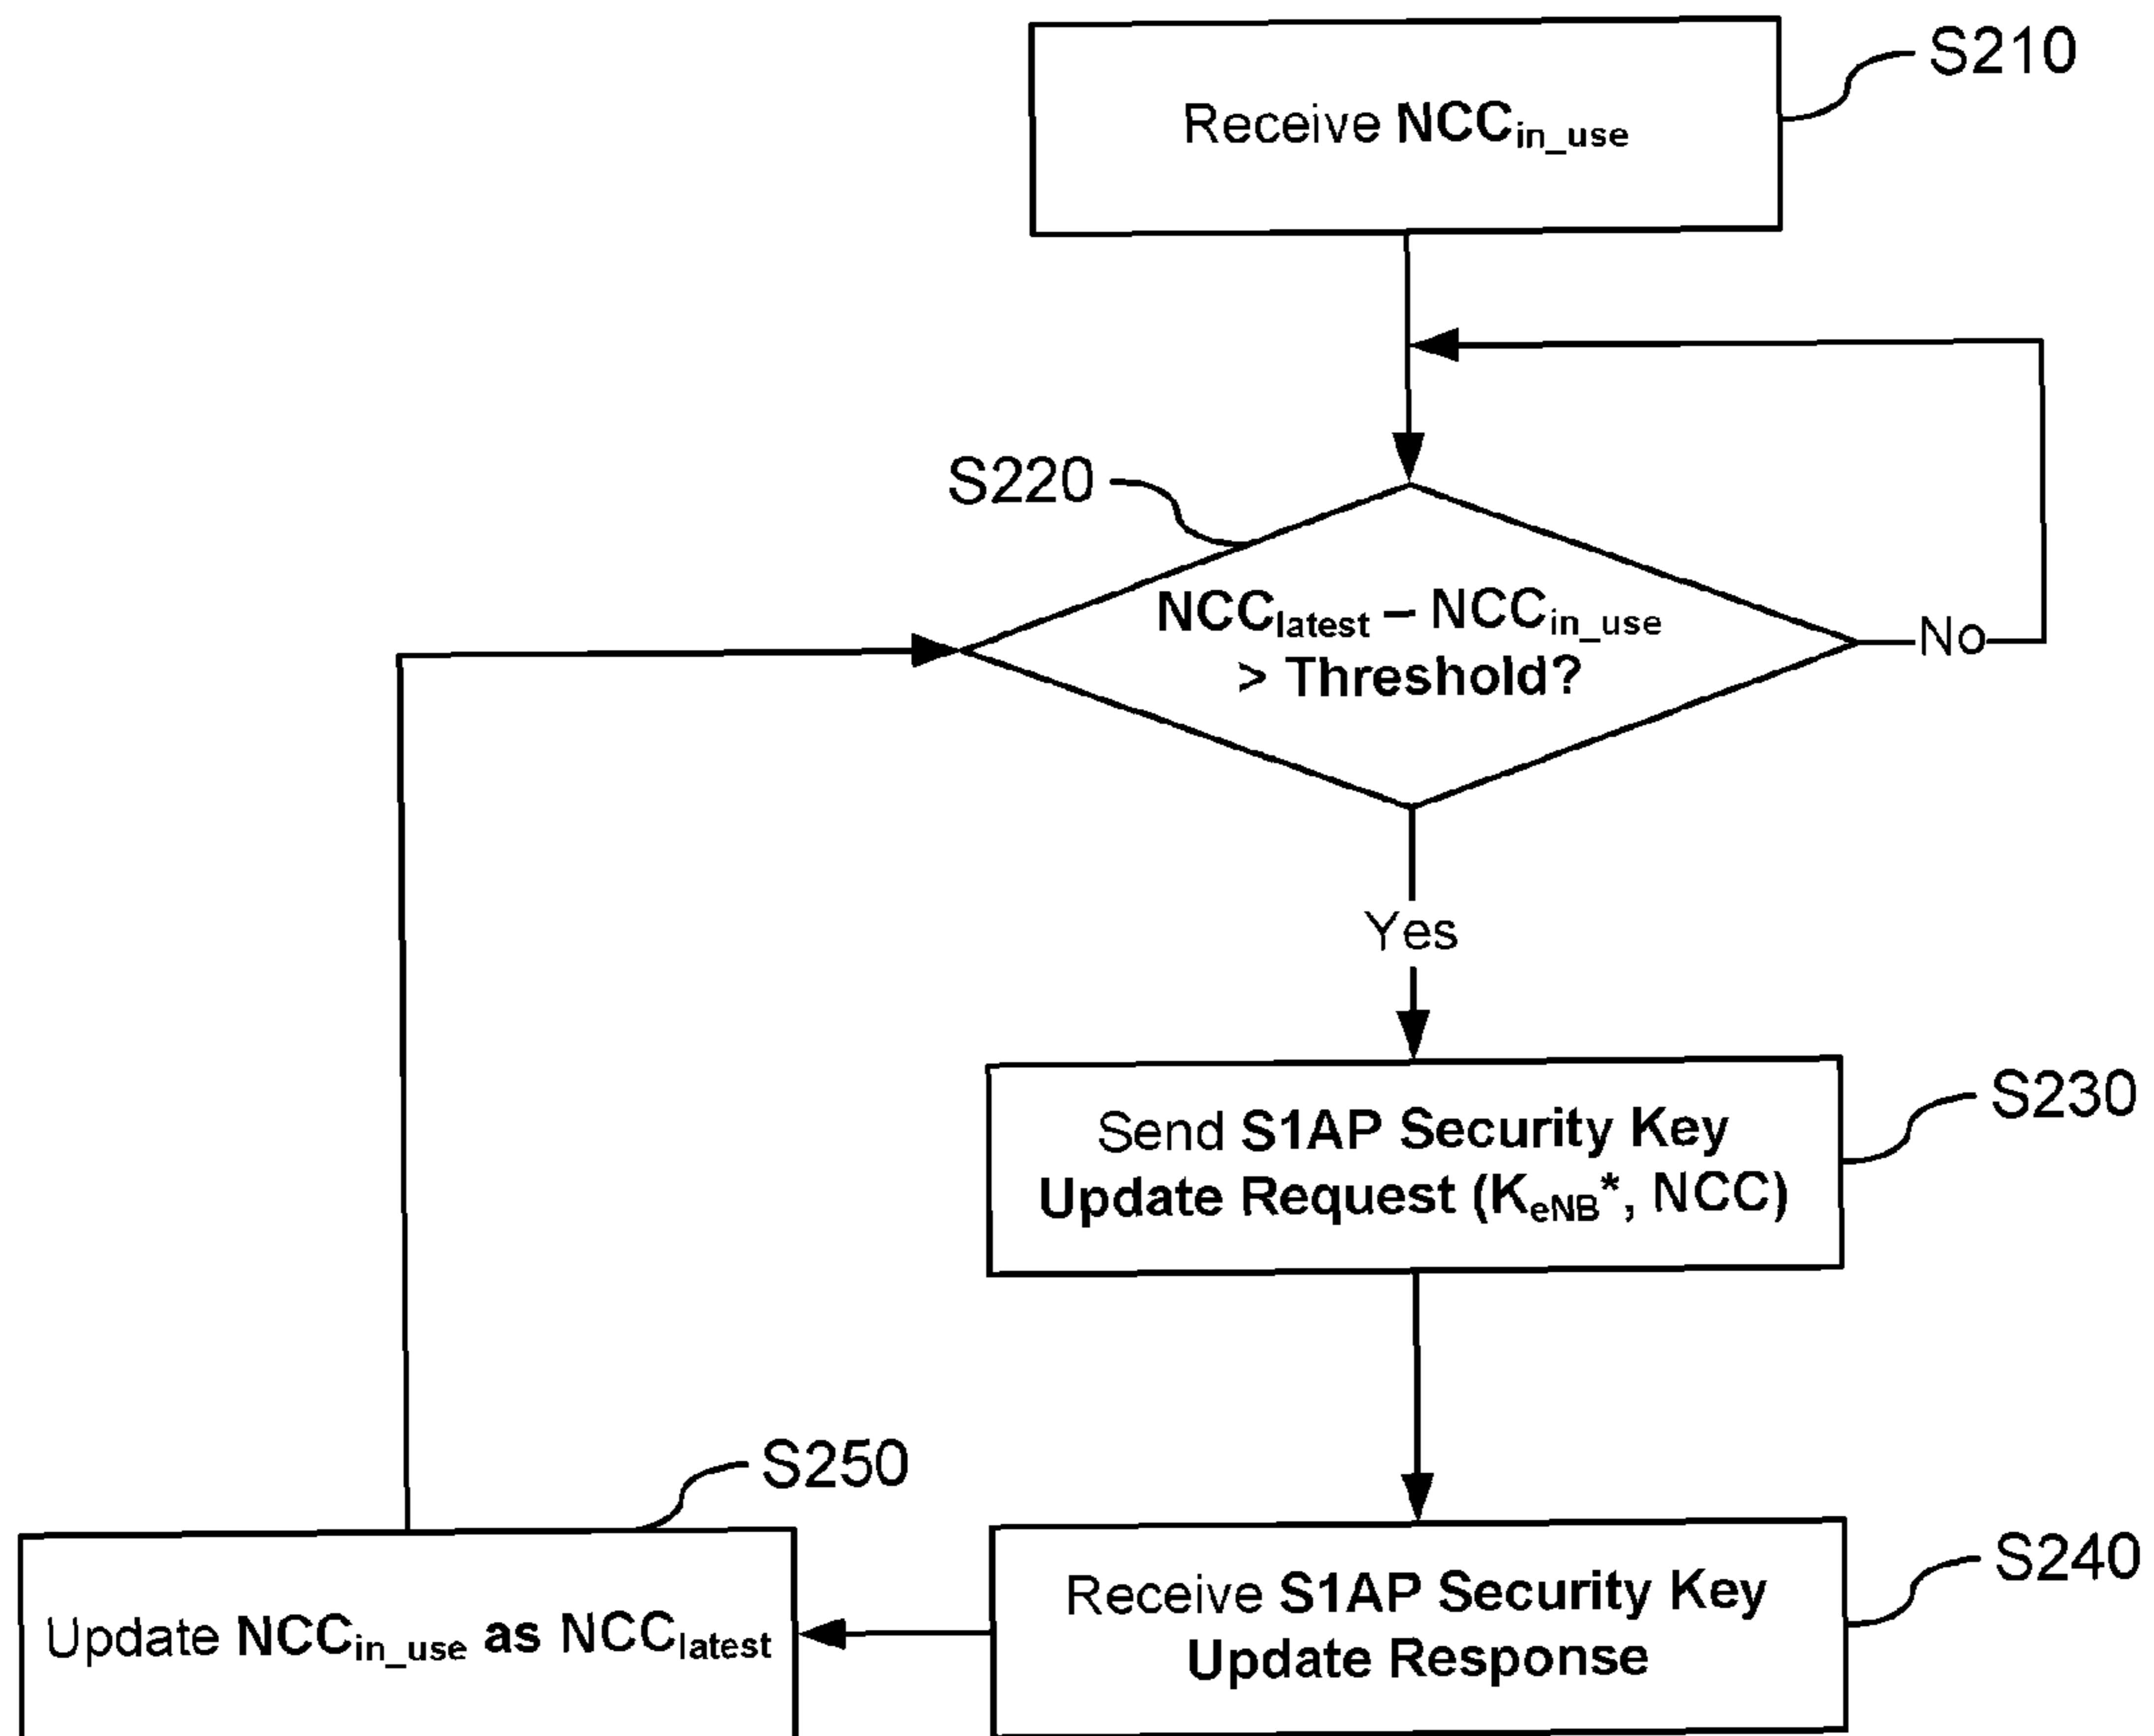 S210
Receive NCCin_use
S220
NCClatest – NCCin_use
> Threshold?
No
Yes
S230
Send S1AP Security Key
Update Request (KeNB*, NCC)
S250
S240
Update NCCin_use as NCClatest
Receive S1AP Security Key
Update Response